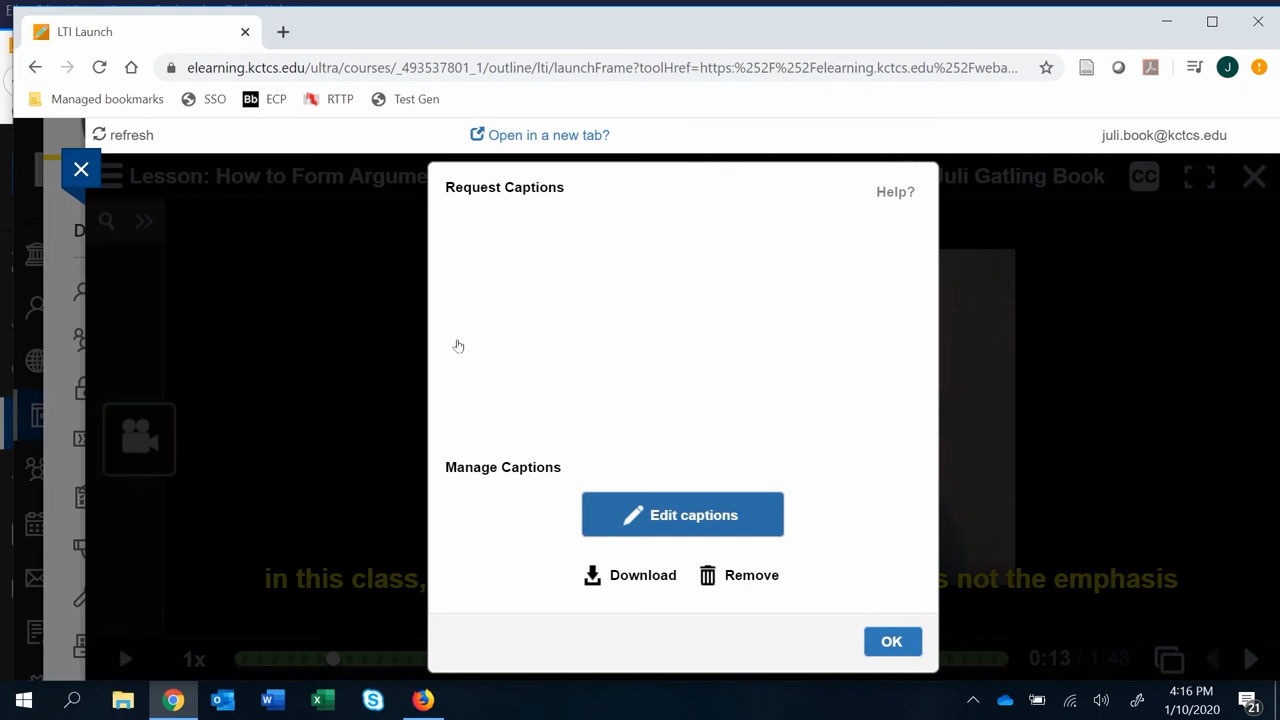 LTI Launch
elearning.kctcs.edu/ultra/courses/_493537801_1/outline/lti/launchFrame?toolHref=https:%252F%252Felearning.kctcs.edu%252Fweba...
J
Managed bookmarks SSO Bb ECP RTTP Test Gen
refresh Open in a new tab? juli.book@kctcs.edu
Lesson: How to Form Argume Juli Gatling Book CC
Request Captions Help?
D
Manage Captions
Edit captions
Download Remove
in this class, s not the emphasis
OK
1x 0:13 / 1:48
4:16 PM
1/10/2020
21